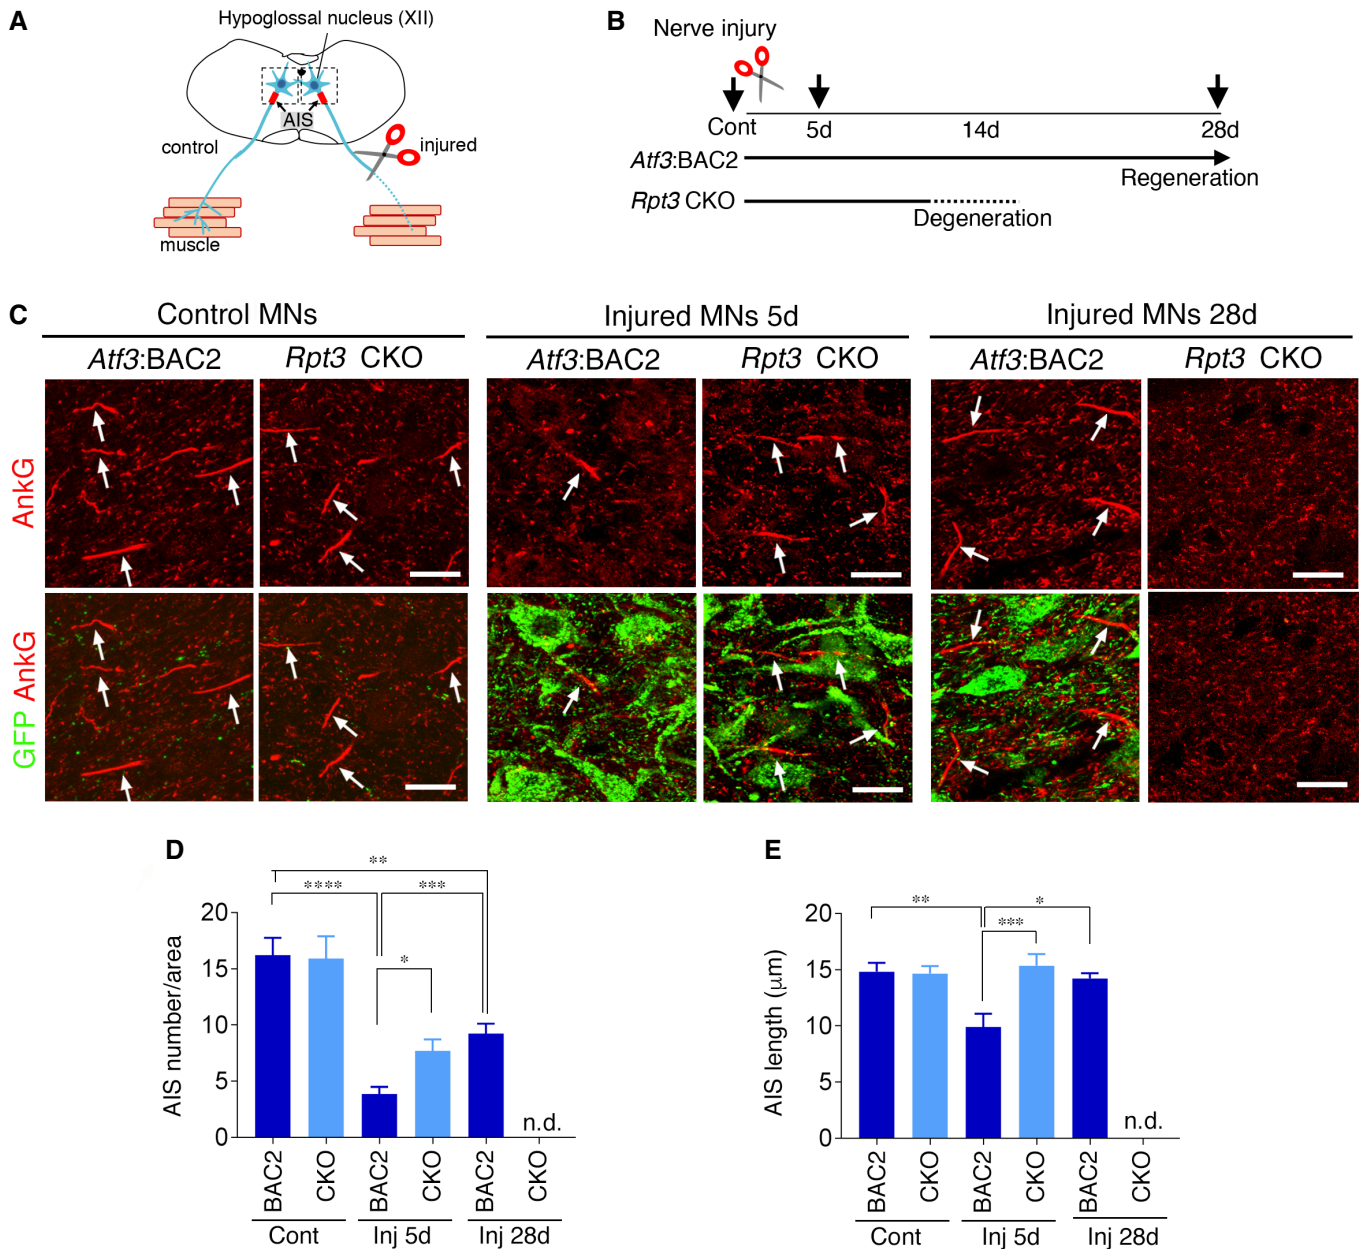 A
Hypoglossal nucleus (XII)
AIS
control
injured
muscle
B
Nerve injury
Cont
5d
14d
28d
Atf3:BAC2
Regeneration
Rpt3 CKO
Degeneration
C
Control MNs
Injured MNs 5d
Injured MNs 28d
Atf3:BAC2
Rpt3 CKO
Atf3:BAC2
Rpt3 CKO
Atf3:BAC2
Rpt3 CKO
AnkG
GFP AnkG
D
**
****
***
*
20
15
10
5
0
AIS number/area
n.d.
BAC2
CKO
BAC2
CKO
BAC2
CKO
Cont
Inj 5d
Inj 28d
E
**
*
***
20
15
10
5
0
AIS length (μm)
n.d.
BAC2
CKO
BAC2
CKO
BAC2
CKO
Cont
Inj 5d
Inj 28d